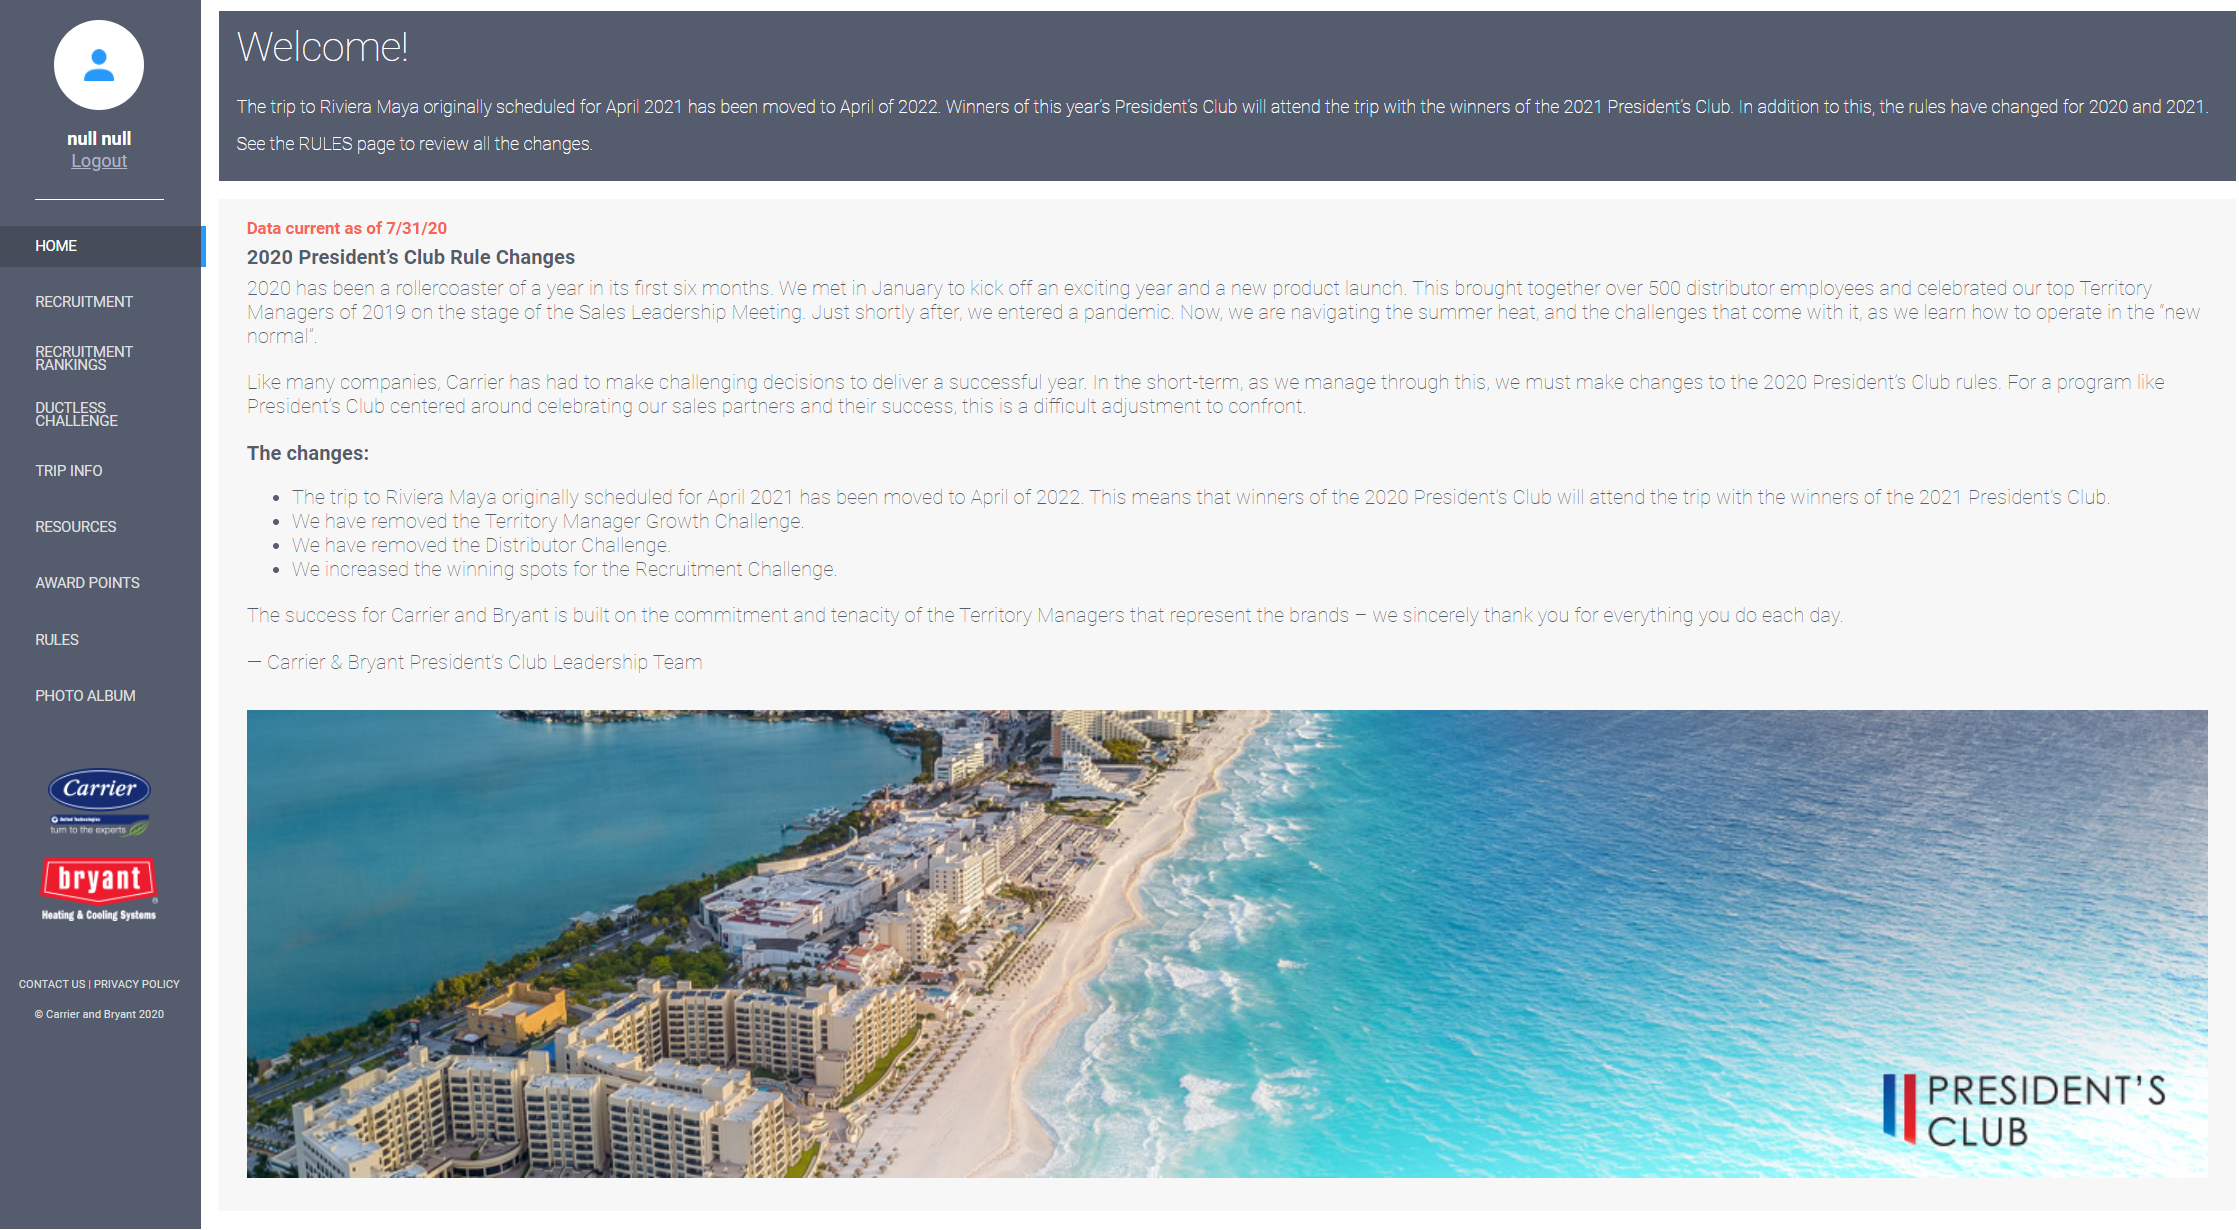 null null
Logout
HOME
RECRUITMENT
RECRUITMENT
RANKINGS
DUCTLESS
CHALLENGE
TRIP INFO
RESOURCES
AWARD POINTS
RULES
PHOTO ALBUM
Carrier
United Technologies
turn to the experts
bryant
®
Heating & Cooling Systems
CONTACT US | PRIVACY POLICY
© Carrier and Bryant 2020
Welcome!
The trip to Riviera Maya originally scheduled for April 2021 has been moved to April of 2022. Winners of this year’s President’s Club will attend the trip with the winners of the 2021 President’s Club. In addition to this, the rules have changed for 2020 and 2021.
See the RULES page to review all the changes.
Data current as of 7/31/20
2020 President’s Club Rule Changes
2020 has been a rollercoaster of a year in its first six months. We met in January to kick off an exciting year and a new product launch. This brought together over 500 distributor employees and celebrated our top Territory
Managers of 2019 on the stage of the Sales Leadership Meeting. Just shortly after, we entered a pandemic. Now, we are navigating the summer heat, and the challenges that come with it, as we learn how to operate in the “new
normal”.
Like many companies, Carrier has had to make challenging decisions to deliver a successful year. In the short-term, as we manage through this, we must make changes to the 2020 President’s Club rules. For a program like
President’s Club centered around celebrating our sales partners and their success, this is a difficult adjustment to confront.
The changes:
• The trip to Riviera Maya originally scheduled for April 2021 has been moved to April of 2022. This means that winners of the 2020 President’s Club will attend the trip with the winners of the 2021 President’s Club.
• We have removed the Territory Manager Growth Challenge.
• We have removed the Distributor Challenge.
• We increased the winning spots for the Recruitment Challenge.
The success for Carrier and Bryant is built on the commitment and tenacity of the Territory Managers that represent the brands – we sincerely thank you for everything you do each day.
— Carrier & Bryant President’s Club Leadership Team
PRESIDENT'S
CLUB